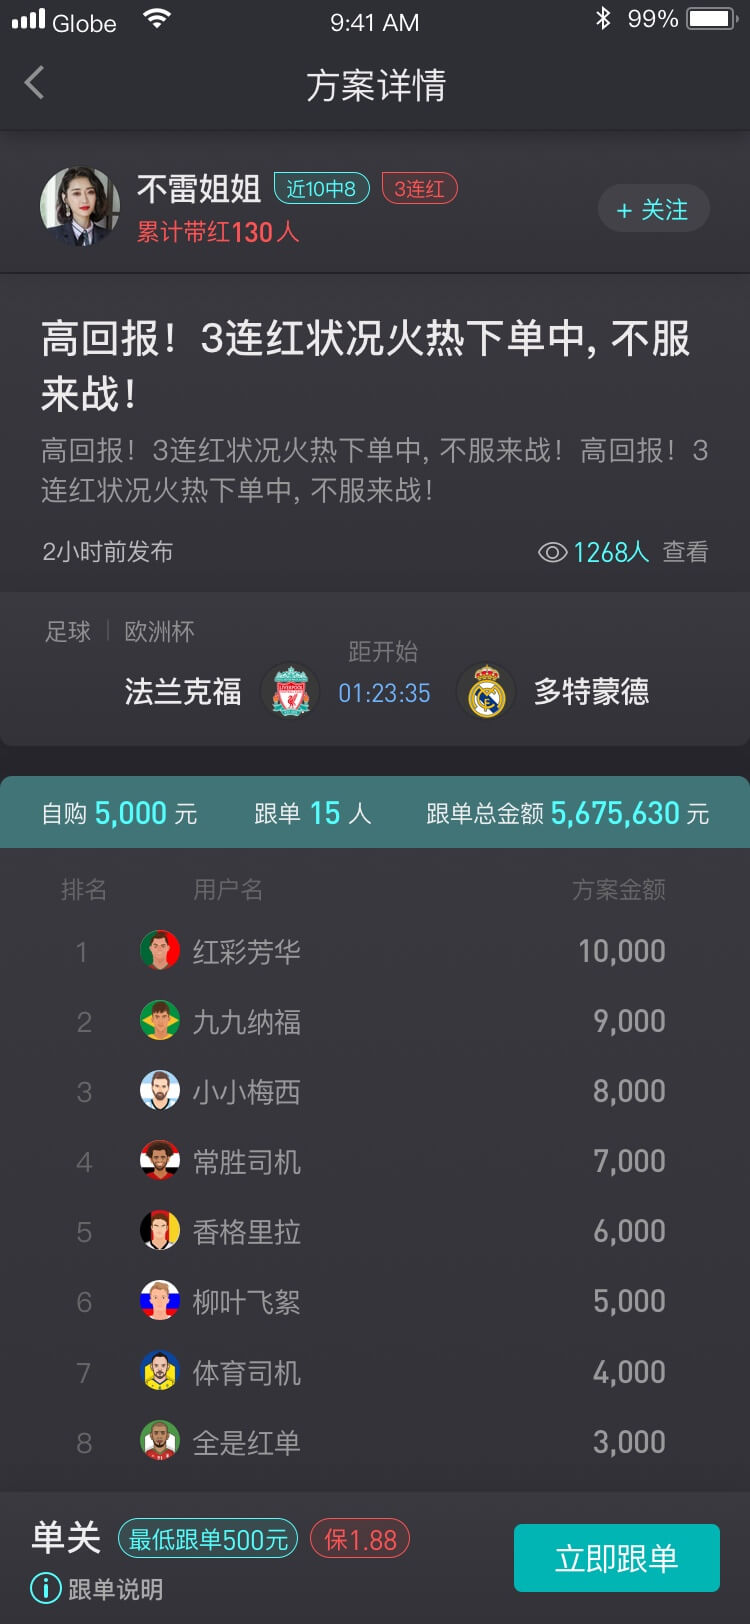 Globe 9:41 AM 99%
方案详情
不雷姐姐 近10中8 3连红
累计带红130人
+ 关注
高回报！3连红状况火热下单中, 不服
来战！
高回报！3连红状况火热下单中, 不服来战！高回报！3
连红状况火热下单中, 不服来战！
2小时前发布 1268人 查看
足球 | 欧洲杯
距开始
法兰克福 LIVERPOOL 01:23:35 多特蒙德
自购 5,000 元 跟单 15 人 跟单总金额 5,675,630 元
排名 用户名 方案金额
1 红彩芳华 10,000
2 九九纳福 9,000
3 小小梅西 8,000
4 常胜司机 7,000
5 香格里拉 6,000
6 柳叶飞絮 5,000
7 体育司机 4,000
8 全是红单 3,000
单关 最低跟单500元 保1.88
跟单说明
立即跟单